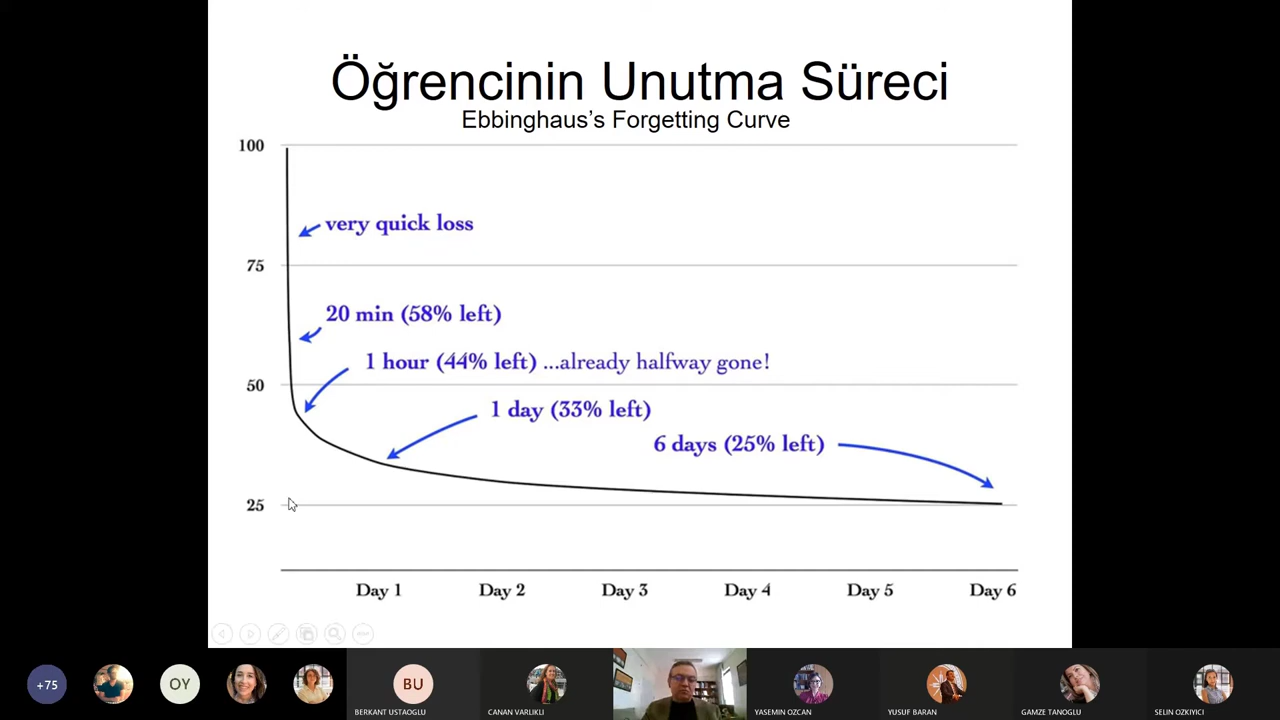 Öğrencinin Unutma Süreci
Ebbinghaus's Forgetting Curve
100
very quick loss
75
20 min (58% left)
1 hour (44% left) ...already halfway gone!
50
1 day (33% left)
6 days (25% left)
25
Day 1 Day 2 Day 3 Day 4 Day 5 Day 6
+75 OY BU
BERKANT USTAOGLU CANAN VARLIKLI YASEMIN OZCAN YUSUF BARAN GAMZE TANOGLU SELIN OZKIYICI